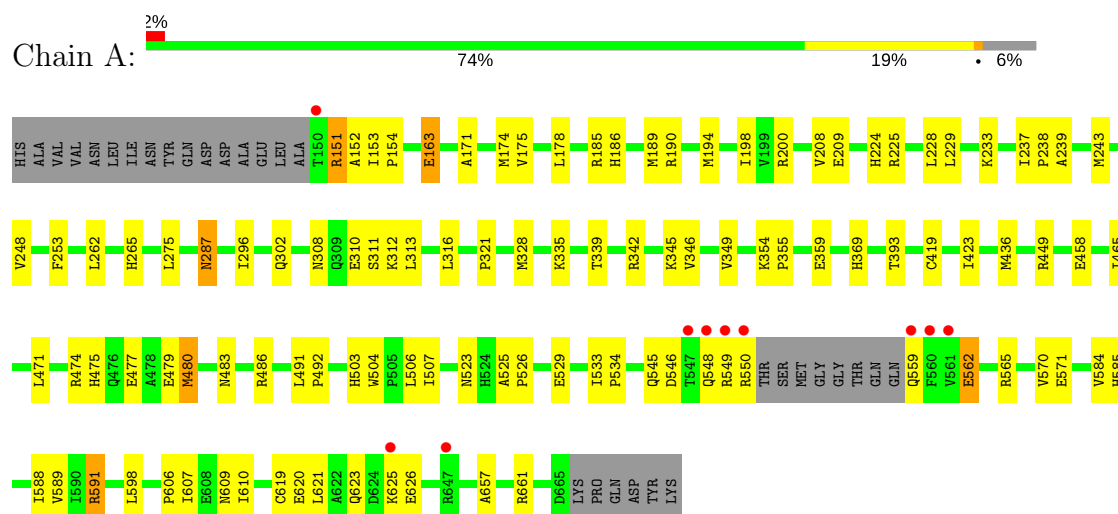 2%
Chain A:
74% 19% • 6%
HIS ALA VAL VAL ASN LEU ILE ASN TYR GLN ASP ASP ALA GLU LEU ALA T150 R151 A152 I153 P154 E163 A171 M174 V175 L178 R185 H186 M189 R190 M194 I198 V199 R200 V208 E209 H224 R225 L228 L229 K233 I237 P238 A239 M243
V248 F253 L262 H265 L275 N287 I296 Q302 N308 Q309 E310 S311 K312 L313 L316 P321 M328 K335 T339 R342 K345 V346 V349 K354 P355 E359 H369 T393 C419 I423 M436 R449 E458 I465
L471 R474 H475 Q476 E477 A478 E479 M480 N483 R486 L491 P492 H503 W504 P505 L506 I507 N523 H524 A525 P526 E529 I533 P534 Q545 D546 T547 Q548 R549 R550 THR SER MET GLY GLY THR GLN GLN Q559 F560 V561 E562 R565 V570 E571 V584 H585
I588 V589 I590 R591 L598 P606 I607 E608 N609 I610 C619 E620 L621 A622 Q623 D624 K625 E626 R647 A657 R661 D665 LYS PRO GLN ASP TYR LYS